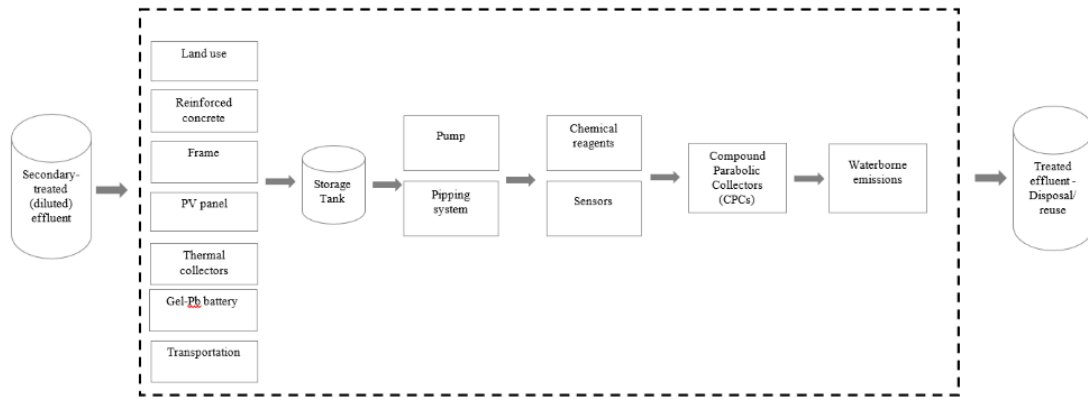 Secondary-
treated
(diluted)
effluent
Land use
Reinforced
concrete
Frame
PV panel
Thermal
collectors
Gel-Pb battery
Transportation
Storage
Tank
Pump
Pipping
system
Chemical
reagents
Sensors
Compound
Parabolic
Collectors
(CPCs)
Waterborne
emissions
Treated
effluent -
Disposal/
reuse